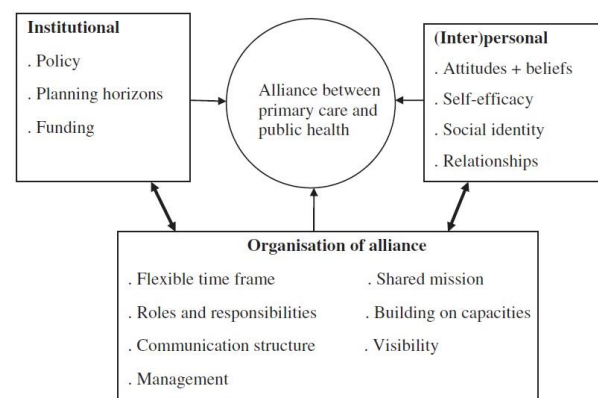 Institutional
. Policy
. Planning horizons
. Funding
Alliance between
primary care and
public health
(Inter)personal
. Attitudes + beliefs
. Self-efficacy
. Social identity
. Relationships
Organisation of alliance
. Flexible time frame
. Roles and responsibilities
. Communication structure
. Management
. Shared mission
. Building on capacities
. Visibility